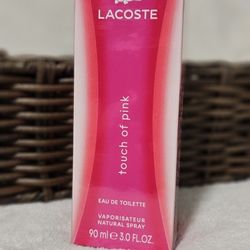 LACOSTE
touch of pink
EAU DE TOILETTE
VAPORISATEUR
NATURAL SPRAY
90 ml e 3.0 FL.OZ.